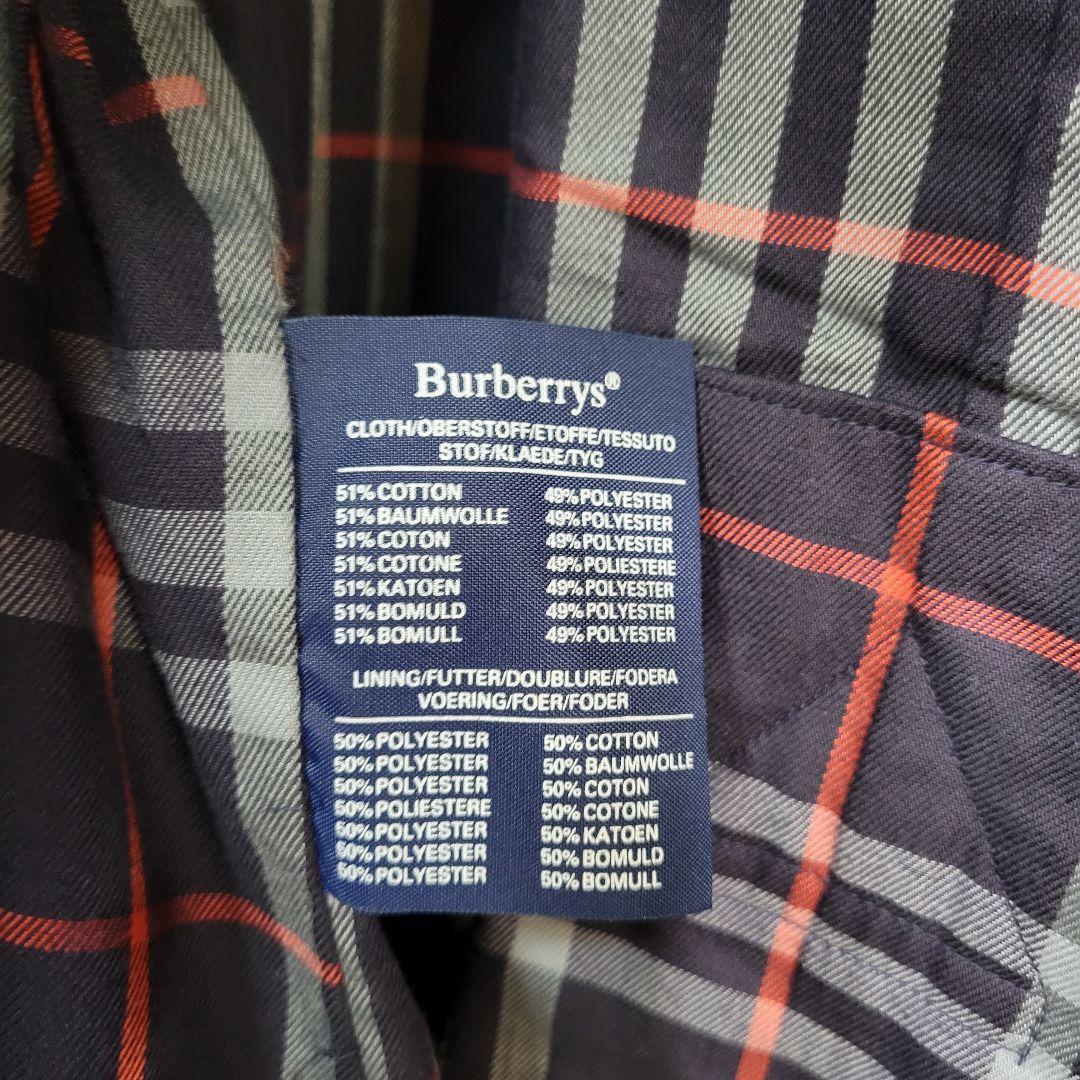 Burberrys®
CLOTH/OBERSTOFF/ETOFFE/TESSUTO
STOF/KLAEDE/TYG
51% COTTON 49% POLYESTER
51% BAUMWOLLE 49% POLYESTER
51% COTON 49% POLYESTER
51% COTONE 49% POLIESTERE
51% KATOEN 49% POLYESTER
51% BOMULD 49% POLYESTER
51% BOMULL 49% POLYESTER
LINING/FUTTER/DOUBLURE/FODERA
VOERING/FOER/FODER
50% POLYESTER 50% COTTON
50% POLYESTER 50% BAUMWOLLE
50% POLYESTER 50% COTON
50% POLIESTERE 50% COTONE
50% POLYESTER 50% KATOEN
50% POLYESTER 50% BOMULD
50% POLYESTER 50% BOMULL